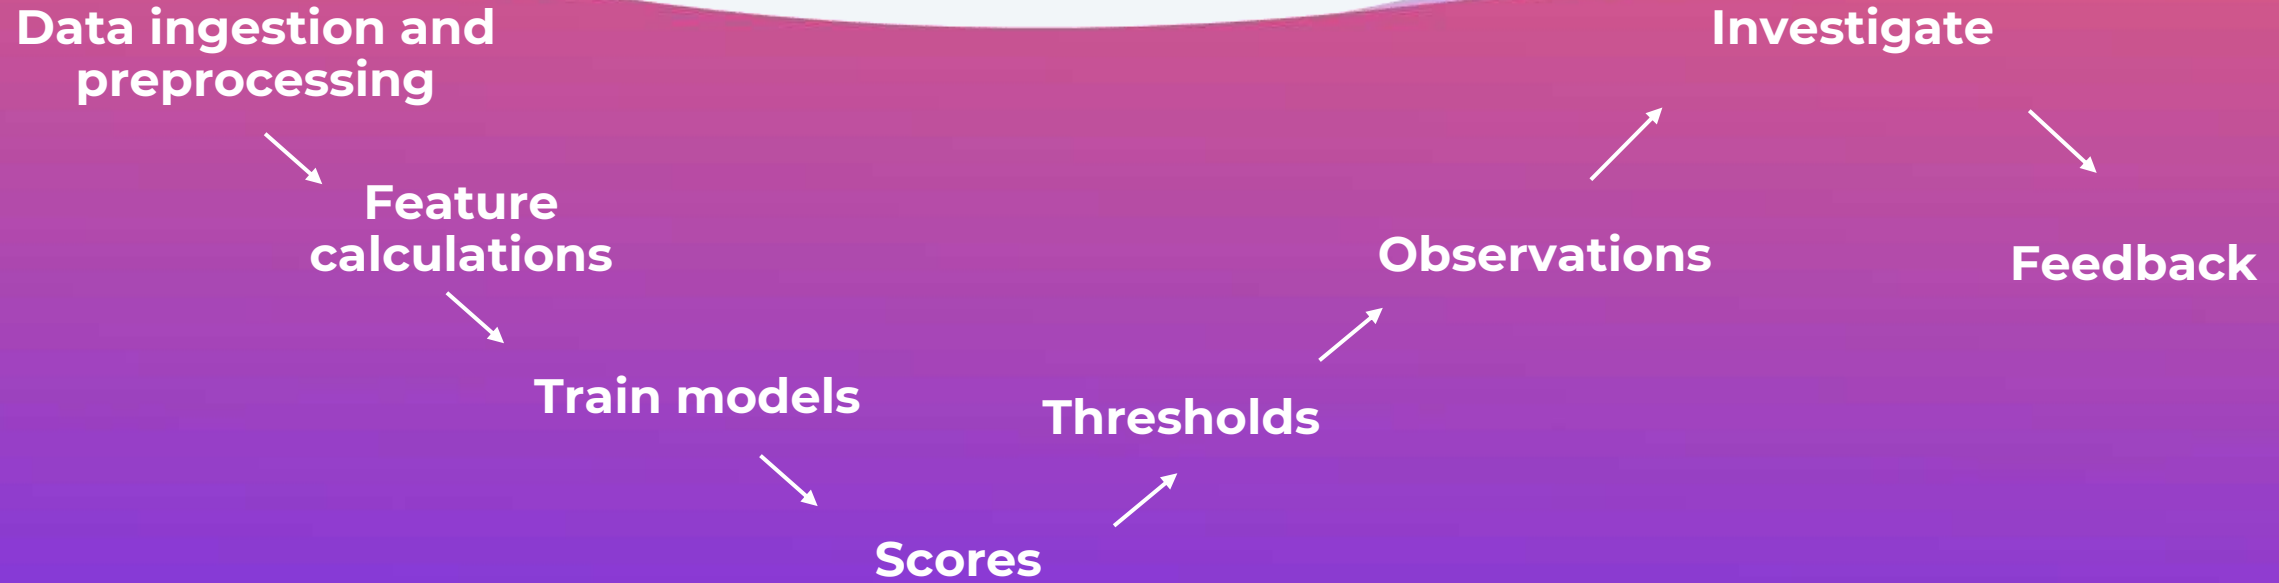 Data ingestion and
preprocessing
Feature
calculations
Train models
Scores
Thresholds
Observations
Investigate
Feedback